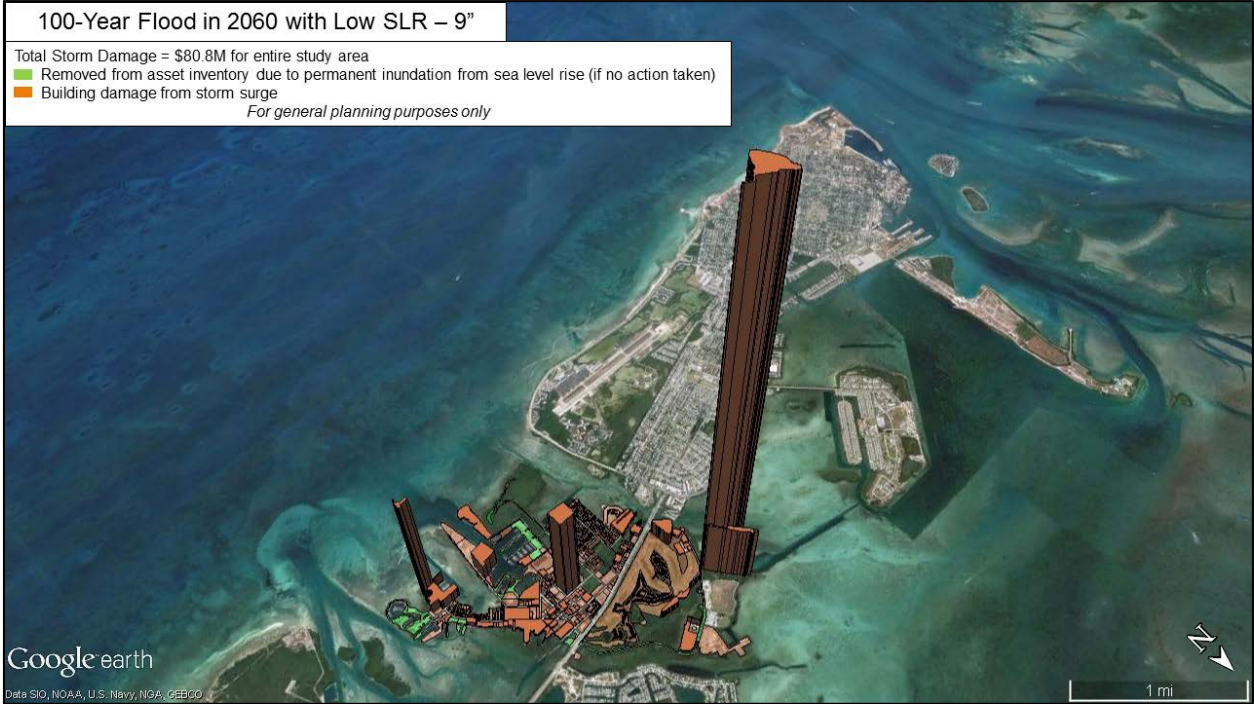 100-Year Flood in 2060 with Low SLR – 9”
Total Storm Damage = $80.8M for entire study area
Removed from asset inventory due to permanent inundation from sea level rise (if no action taken)
Building damage from storm surge
For general planning purposes only
N
Google earth
Data SIO, NOAA, U.S. Navy, NGA, GEBCO
1 mi